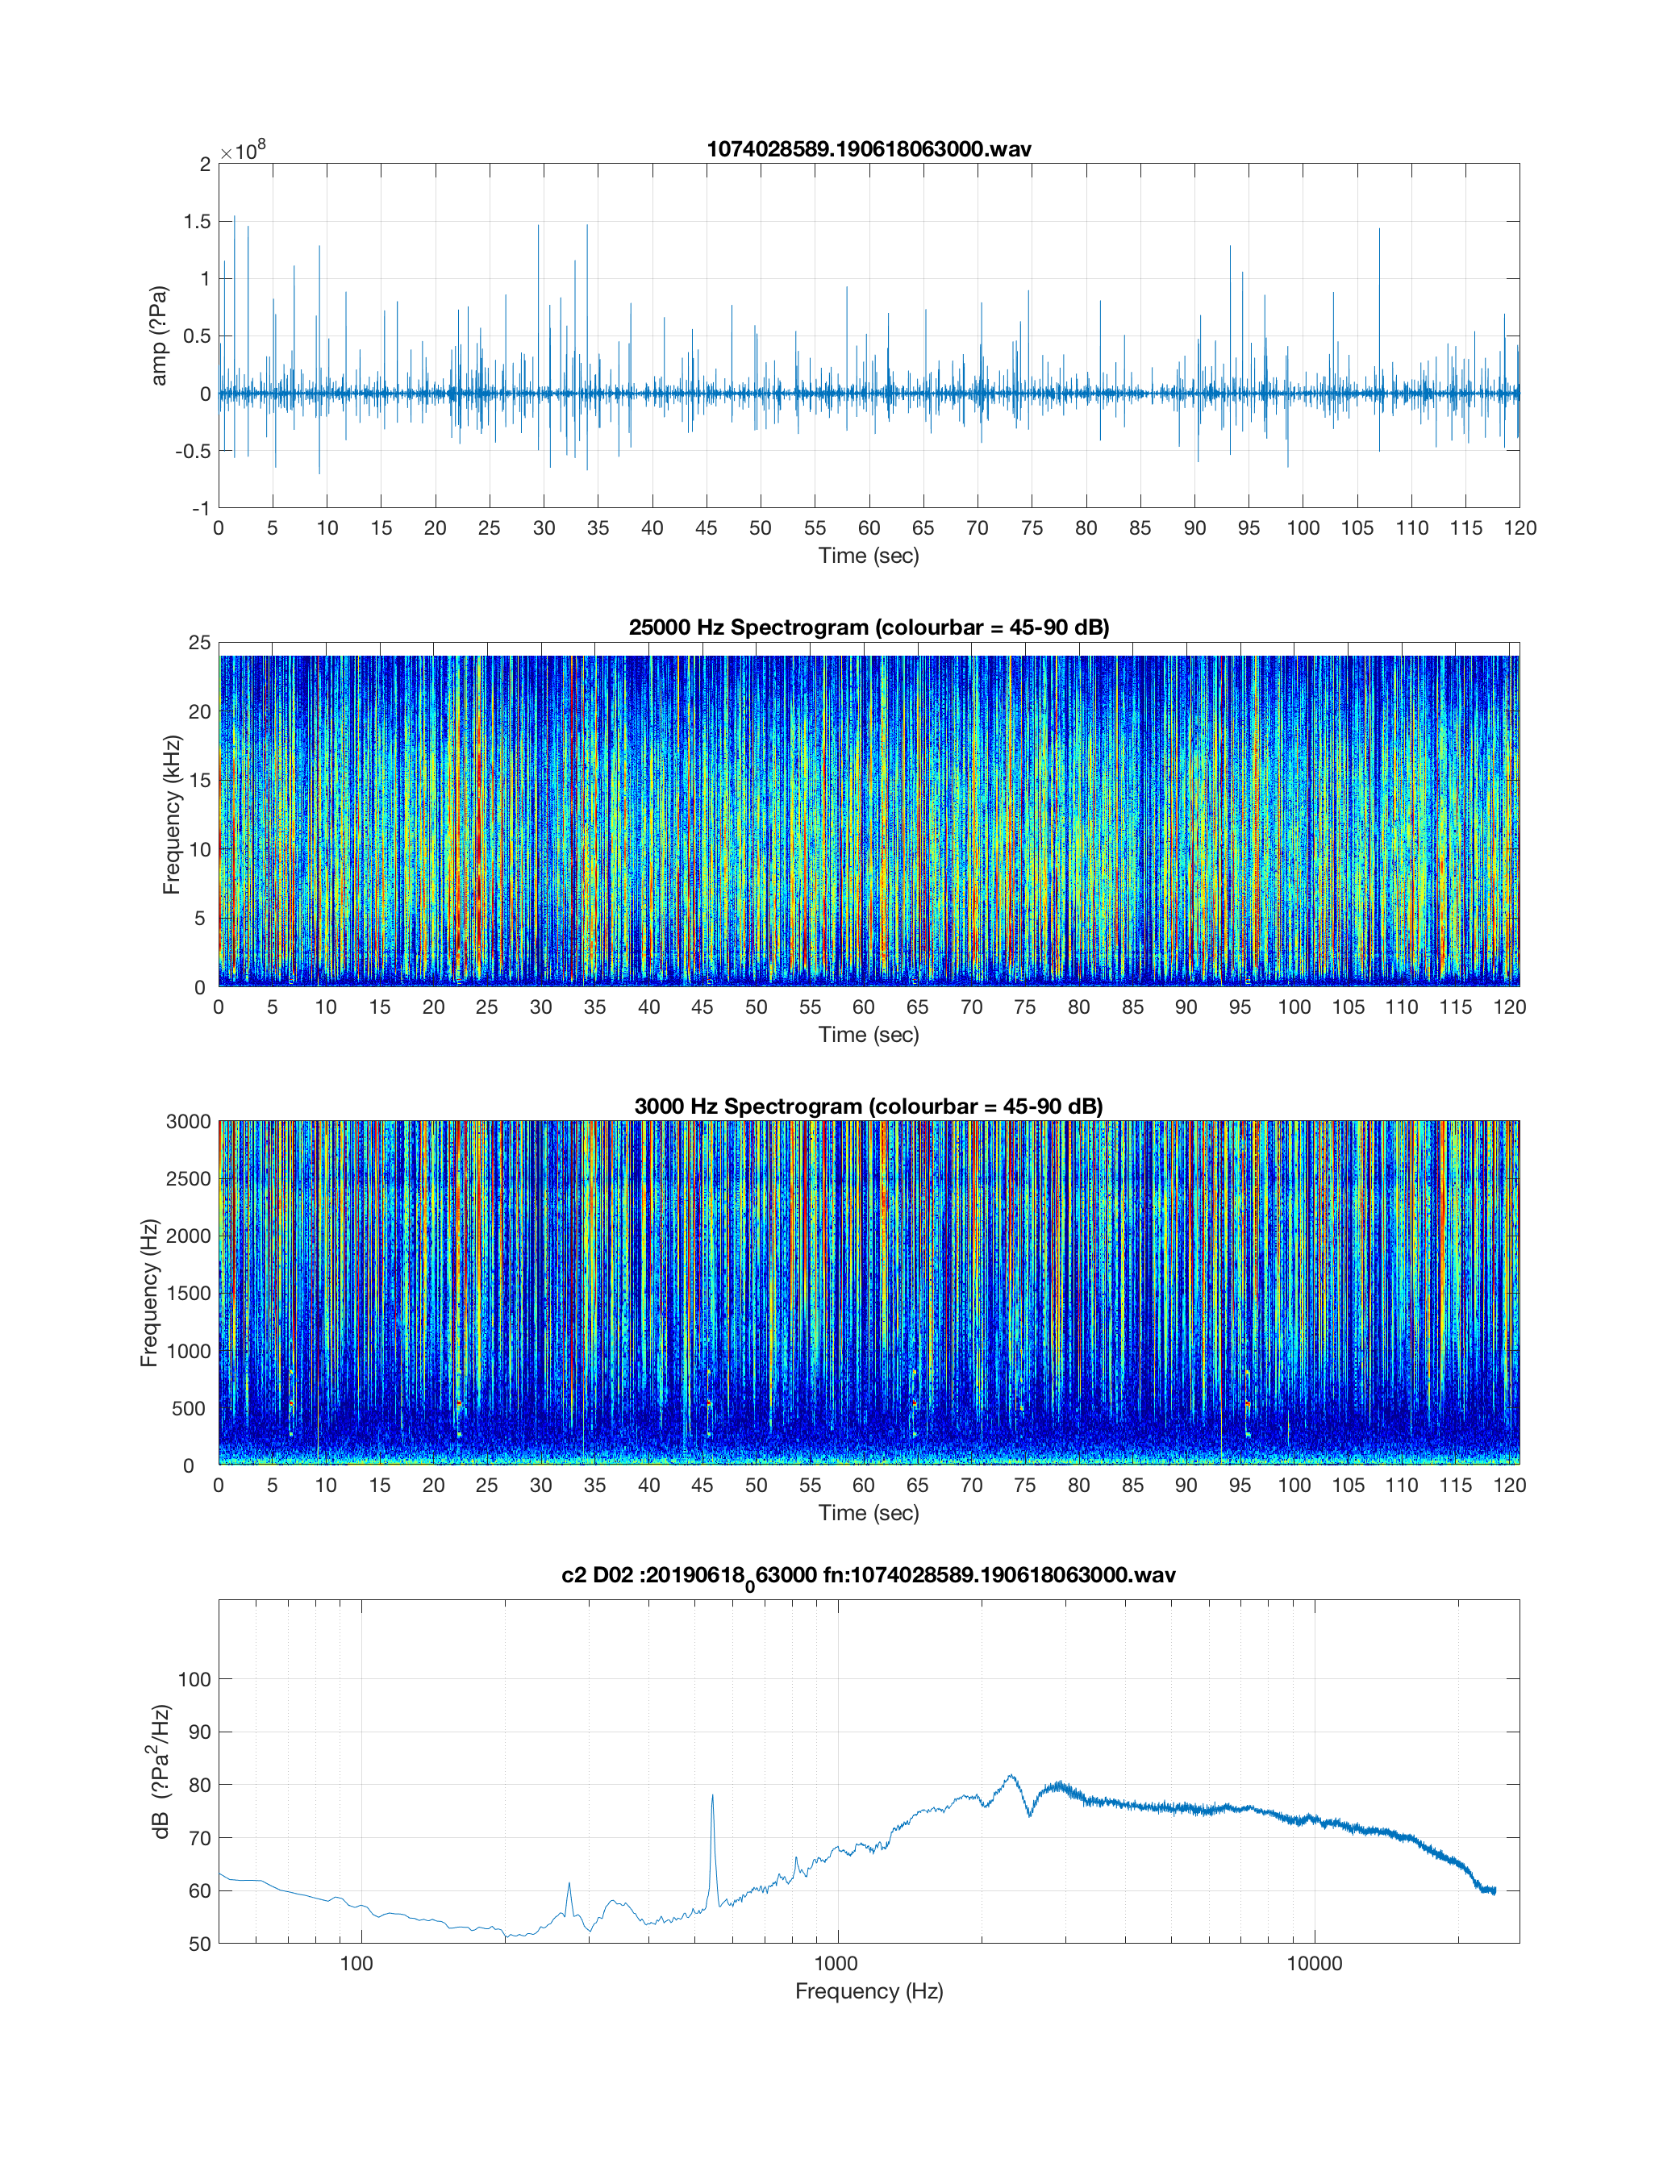 1074028589.190618063000.wav
×10⁸
2
1.5
1
0.5
0
-0.5
-1
amp (?Pa)
0 5 10 15 20 25 30 35 40 45 50 55 60 65 70 75 80 85 90 95 100 105 110 115 120
Time (sec)
25000 Hz Spectrogram (colourbar = 45-90 dB)
25
20
15
10
5
0
Frequency (kHz)
0 5 10 15 20 25 30 35 40 45 50 55 60 65 70 75 80 85 90 95 100 105 110 115 120
Time (sec)
3000 Hz Spectrogram (colourbar = 45-90 dB)
3000
2500
2000
1500
1000
500
0
Frequency (Hz)
0 5 10 15 20 25 30 35 40 45 50 55 60 65 70 75 80 85 90 95 100 105 110 115 120
Time (sec)
c2 D02 :20190618₀63000 fn:1074028589.190618063000.wav
100
90
80
70
60
50
dB (?Pa²/Hz)
100 1000 10000
Frequency (Hz)